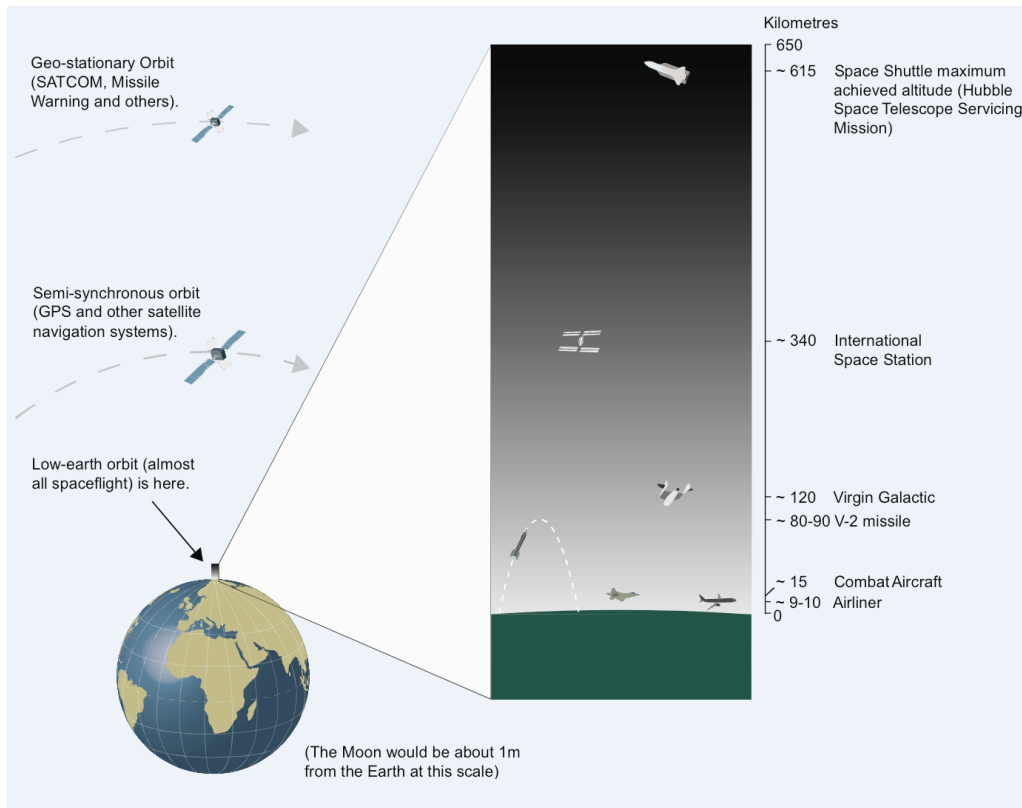 Kilometres
650
~ 615 Space Shuttle maximum
achieved altitude (Hubble
Space Telescope Servicing
Mission)
Geo-stationary Orbit
(SATCOM, Missile
Warning and others).
Semi-synchronous orbit
(GPS and other satellite
navigation systems).
~ 340 International
Space Station
Low-earth orbit (almost
all spaceflight) is here.
~ 120 Virgin Galactic
~ 80-90 V-2 missile
~ 15 Combat Aircraft
~ 9-10 Airliner
0
(The Moon would be about 1m
from the Earth at this scale)